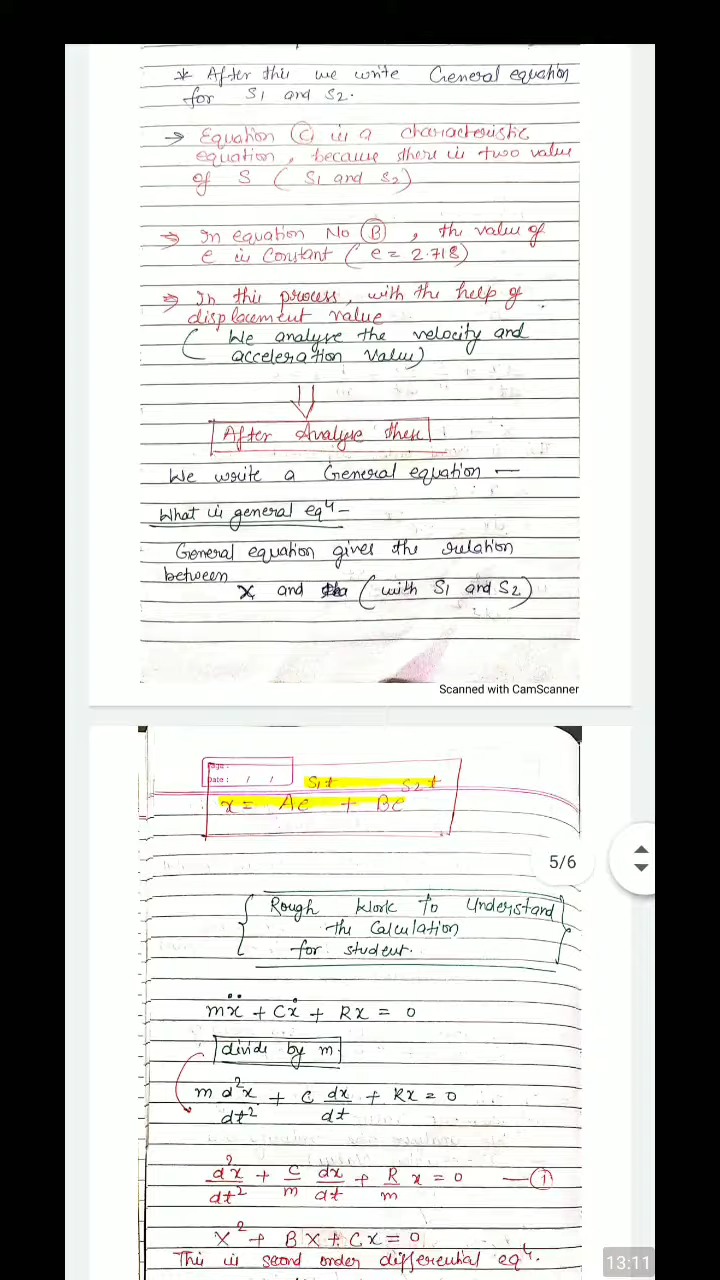 * After this we write General equation
for S1 and S2.
→ Equation (C) is a characteristic
equation, because there is two value
of S ( S1 and S2)
⇒ In equation No (B) , the value of
e is constant ( e = 2.718)
⇒ In this process, with the help of
displacement value
( We analyse the velocity and
acceleration value)
⇓
After Analyse these
We write a General equation —
What is general eqn —
General equation gives the relation
between
x and (with S1 and S2)
Scanned with CamScanner
Page :
Date : / /
x = Ae^S1t + Be^S2t
5/6
{ Rough Work To Understand
the Calculation
for student. }
mẍ + Cẋ + Rx = 0
divide by m
m d²x/dt² + C dx/dt + Rx = 0
d²x/dt² + C/m dx/dt + R/m x = 0 — (1)
X² + BX + Cx = 0
This is second order differential eqn.
13:11